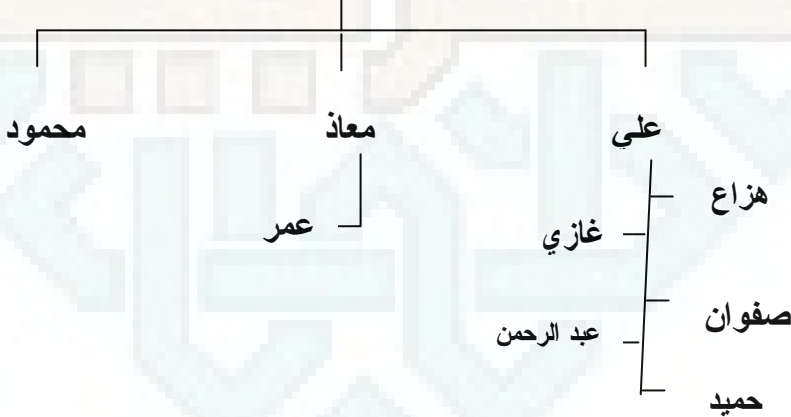 علي
معاذ
محمود
هزاع
غازي
عمر
صفوان
عبد الرحمن
حميد